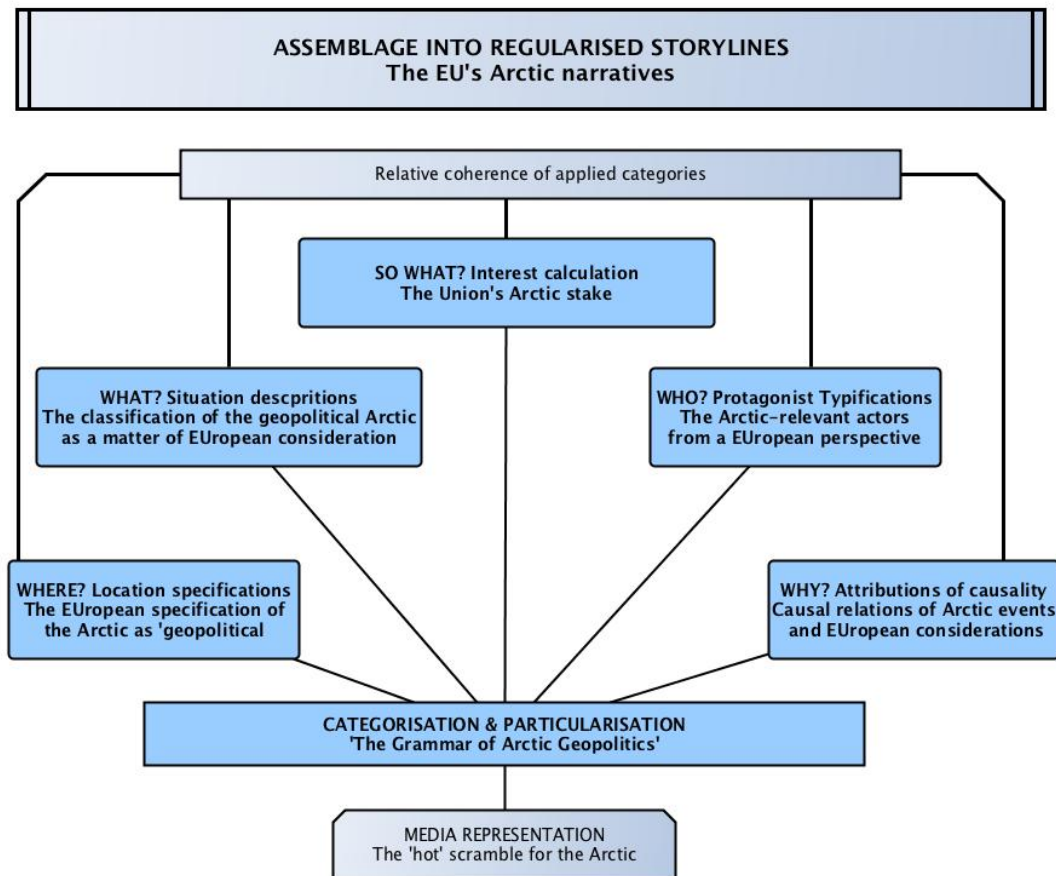 ASSEMBLAGE INTO REGULARISED STORYLINES
The EU's Arctic narratives
Relative coherence of applied categories
SO WHAT? Interest calculation
The Union's Arctic stake
WHAT? Situation descpritions
The classification of the geopolitical Arctic
as a matter of EUropean consideration
WHO? Protagonist Typifications
The Arctic-relevant actors
from a EUropean perspective
WHERE? Location specifications
The EUropean specification of
the Arctic as 'geopolitical
WHY? Attributions of causality
Causal relations of Arctic events
and EUropean considerations
CATEGORISATION & PARTICULARISATION
'The Grammar of Arctic Geopolitics'
MEDIA REPRESENTATION
The 'hot' scramble for the Arctic